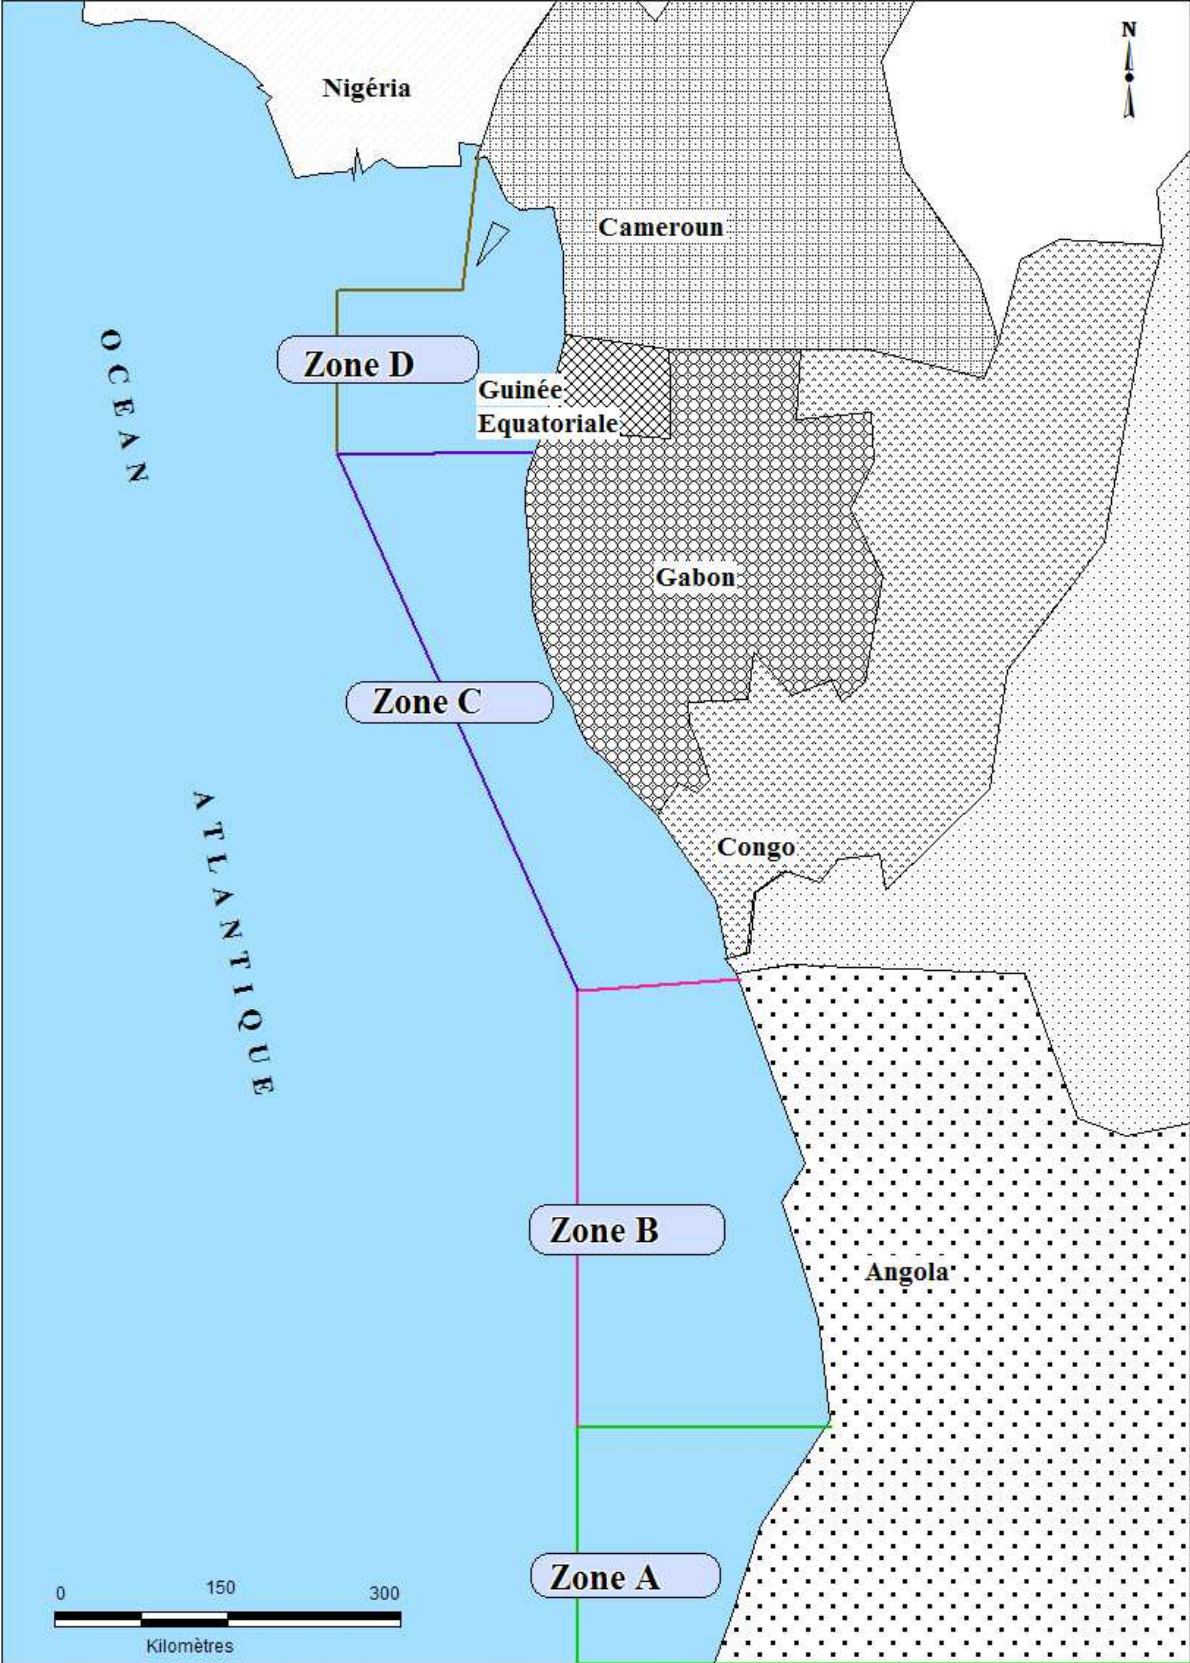 N
Nigéria
Cameroun
OCEAN
Zone D
Guinée
Equatoriale
Gabon
Zone C
ATLANTIQUE
Congo
Zone B
Angola
Zone A
0 150 300
Kilomètres